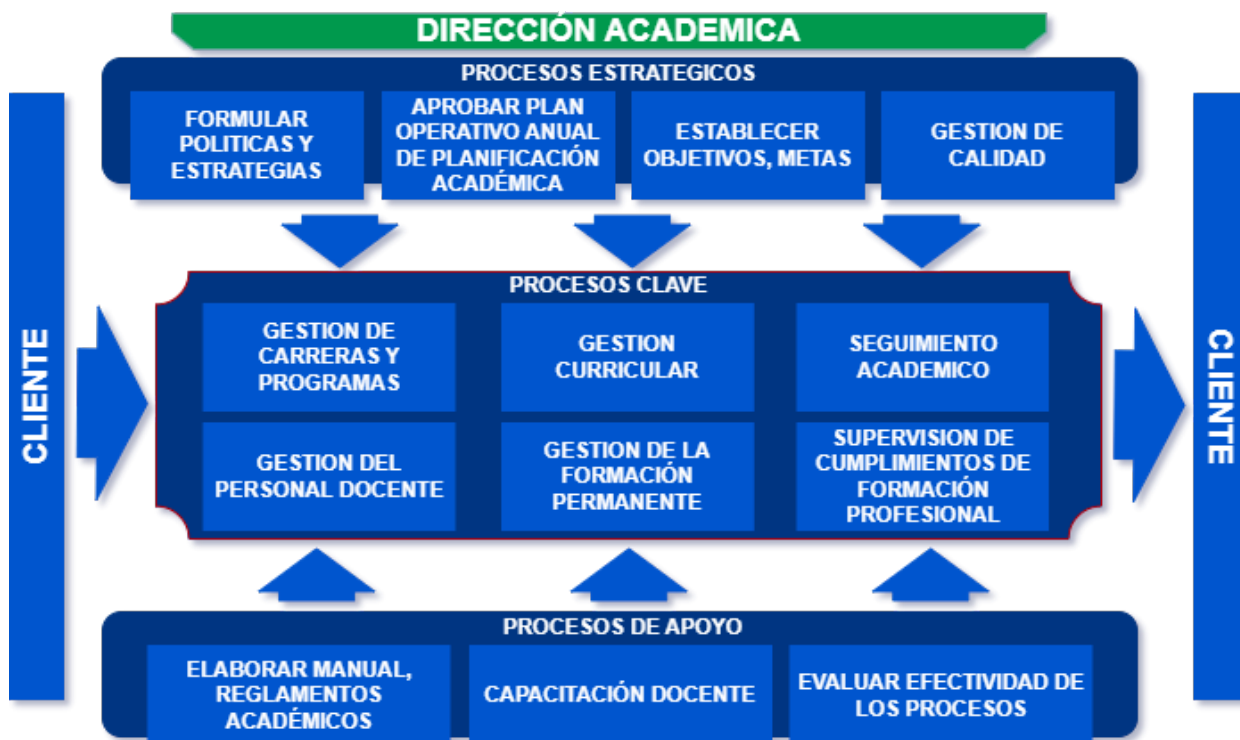 DIRECCIÓN ACADEMICA
PROCESOS ESTRATEGICOS
FORMULAR
POLITICAS Y
ESTRATEGIAS
APROBAR PLAN
OPERATIVO ANUAL
DE PLANIFICACIÓN
ACADÉMICA
ESTABLECER
OBJETIVOS, METAS
GESTION DE
CALIDAD
CLIENTE
PROCESOS CLAVE
GESTION DE
CARRERAS Y
PROGRAMAS
GESTION
CURRICULAR
SEGUIMIENTO
ACADEMICO
GESTION DEL
PERSONAL DOCENTE
GESTION DE LA
FORMACIÓN
PERMANENTE
SUPERVISION DE
CUMPLIMIENTOS DE
FORMACIÓN
PROFESIONAL
CLIENTE
PROCESOS DE APOYO
ELABORAR MANUAL,
REGLAMENTOS
ACADÉMICOS
CAPACITACIÓN DOCENTE
EVALUAR EFECTIVIDAD DE
LOS PROCESOS